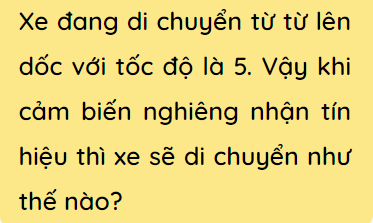 Xe đang di chuyển từ từ lên
dốc với tốc độ là 5. Vậy khi
cảm biến nghiêng nhận tín
hiệu thì xe sẽ di chuyển như
thế nào?